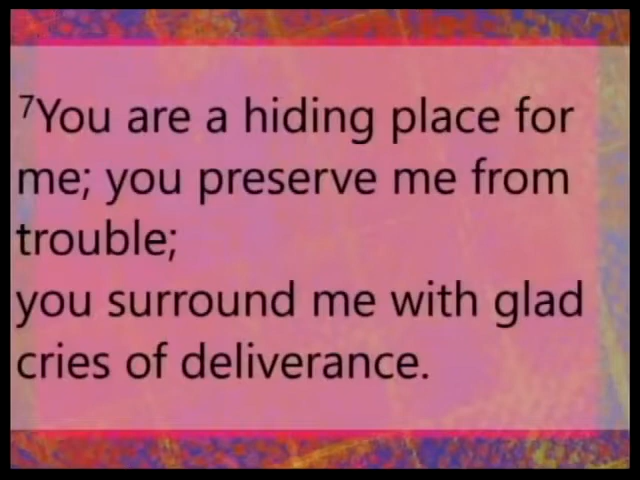 ⁷You are a hiding place for
me; you preserve me from
trouble;
you surround me with glad
cries of deliverance.